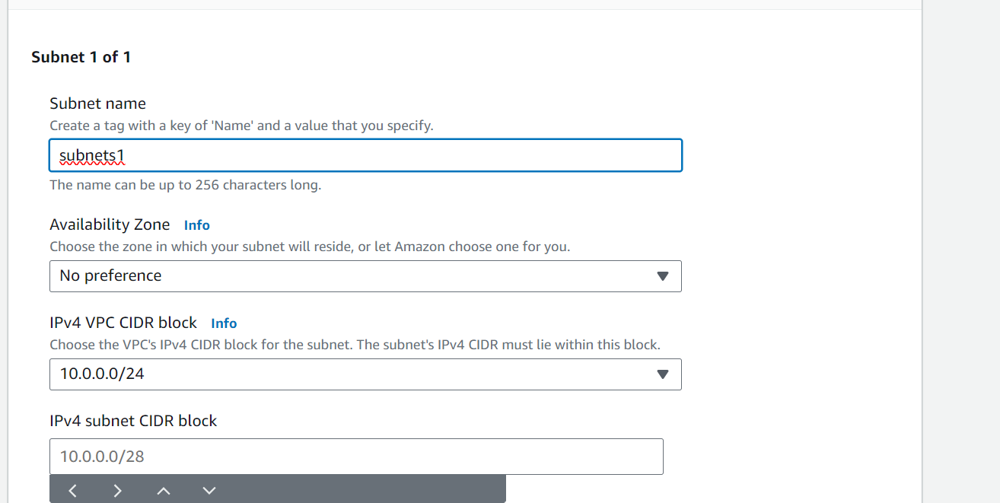 Subnet 1 of 1
Subnet name
Create a tag with a key of 'Name' and a value that you specify.
subnets1
The name can be up to 256 characters long.
Availability Zone Info
Choose the zone in which your subnet will reside, or let Amazon choose one for you.
No preference
IPv4 VPC CIDR block Info
Choose the VPC's IPv4 CIDR block for the subnet. The subnet's IPv4 CIDR must lie within this block.
10.0.0.0/24
IPv4 subnet CIDR block
10.0.0.0/28